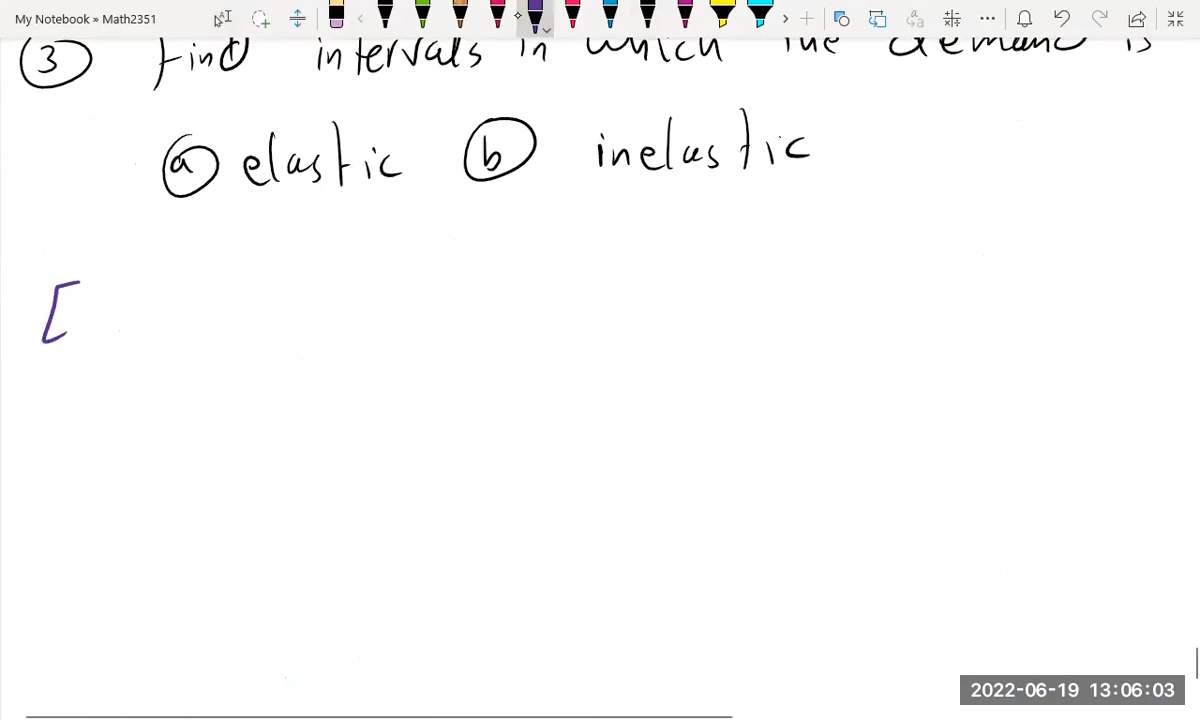 My Notebook » Math2351
③ Find intervals in which the demand is
ⓐ elastic ⓑ inelastic
[
2022-06-19 13:06:03